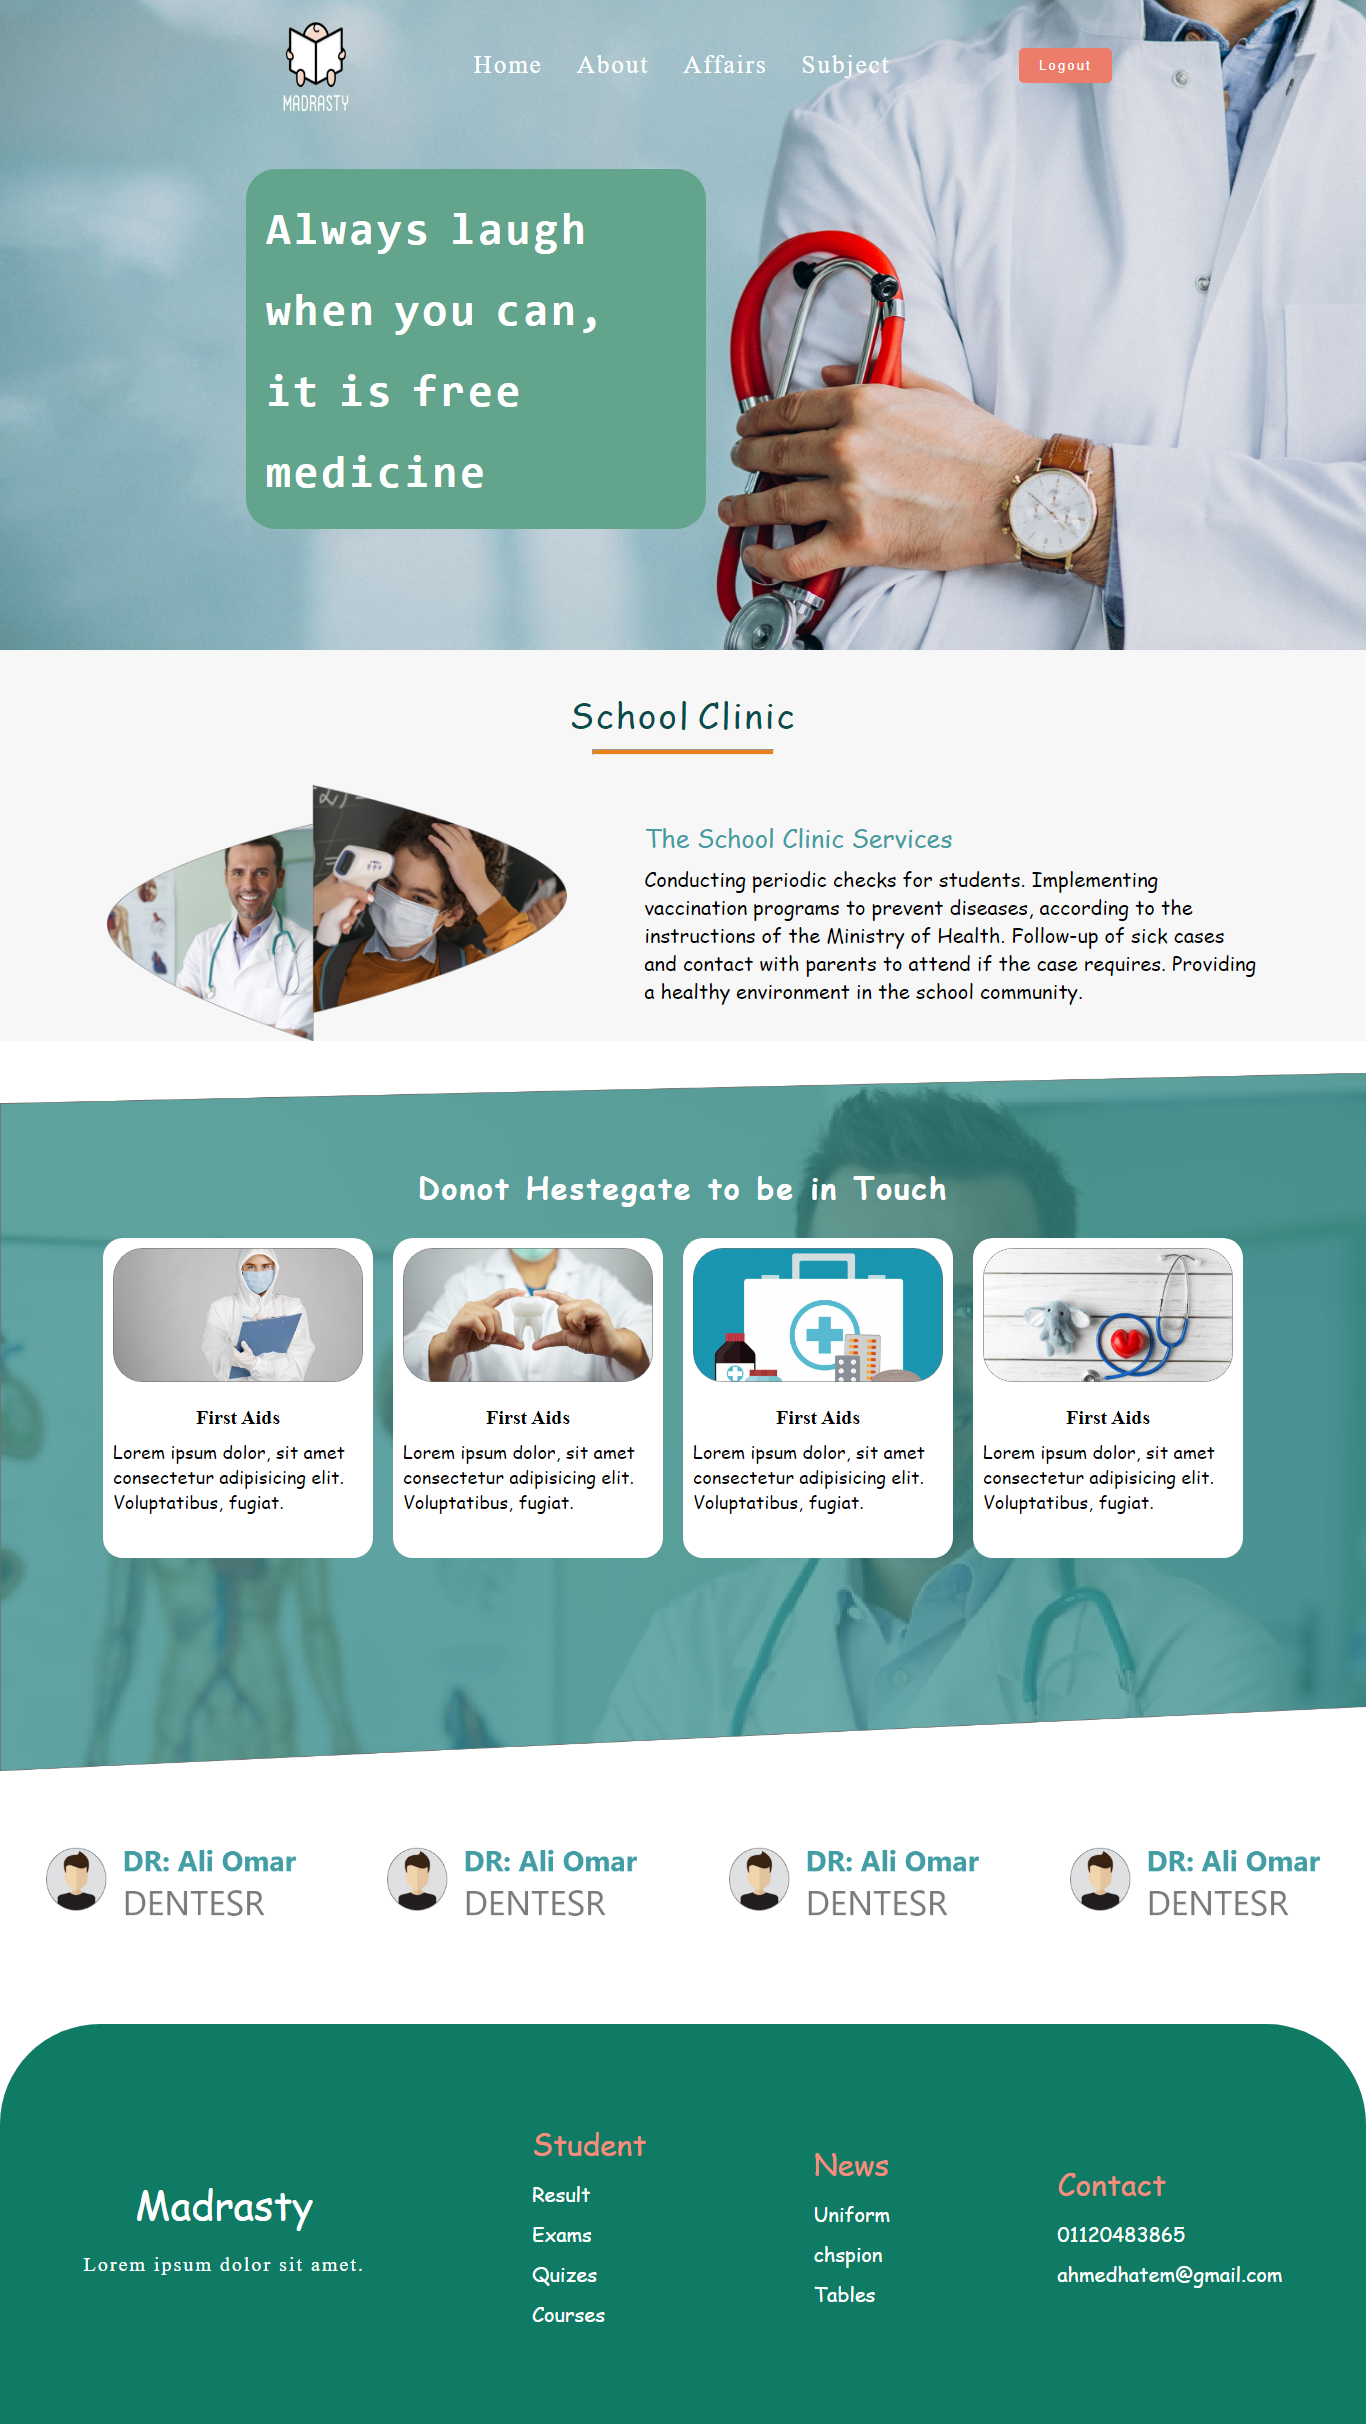 MADRASTY
Home About Affairs Subject
Logout
Always laugh
when you can,
it is free
medicine
School Clinic
The School Clinic Services
Conducting periodic checks for students. Implementing
vaccination programs to prevent diseases, according to the
instructions of the Ministry of Health. Follow-up of sick cases
and contact with parents to attend if the case requires. Providing
a healthy environment in the school community.
Donot Hestegate to be in Touch
First Aids
Lorem ipsum dolor, sit amet
consectetur adipisicing elit.
Voluptatibus, fugiat.
First Aids
Lorem ipsum dolor, sit amet
consectetur adipisicing elit.
Voluptatibus, fugiat.
First Aids
Lorem ipsum dolor, sit amet
consectetur adipisicing elit.
Voluptatibus, fugiat.
First Aids
Lorem ipsum dolor, sit amet
consectetur adipisicing elit.
Voluptatibus, fugiat.
DR: Ali Omar
DENTESR
DR: Ali Omar
DENTESR
DR: Ali Omar
DENTESR
DR: Ali Omar
DENTESR
Madrasty
Lorem ipsum dolor sit amet.
Student
Result
Exams
Quizes
Courses
News
Uniform
chspion
Tables
Contact
01120483865
ahmedhatem@gmail.com